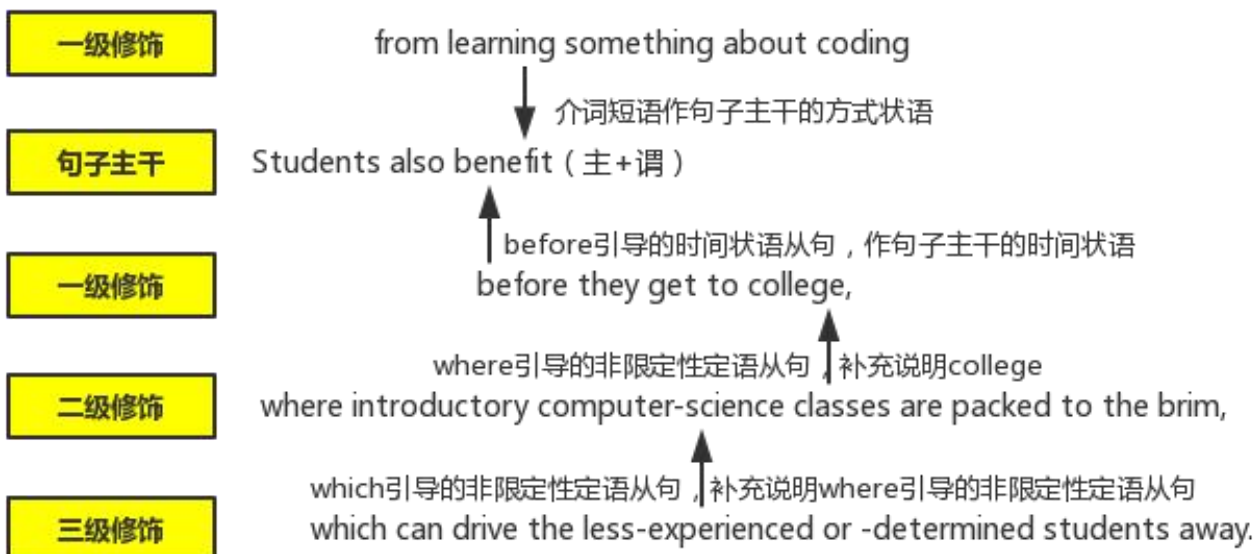 一级修饰 from learning something about coding
介词短语作句子主干的方式状语
句子主干 Students also benefit（主+谓）
before引导的时间状语从句，作句子主干的时间状语
一级修饰 before they get to college,
where引导的非限定性定语从句，补充说明college
二级修饰 where introductory computer-science classes are packed to the brim,
which引导的非限定性定语从句，补充说明where引导的非限定性定语从句
三级修饰 which can drive the less-experienced or -determined students away.